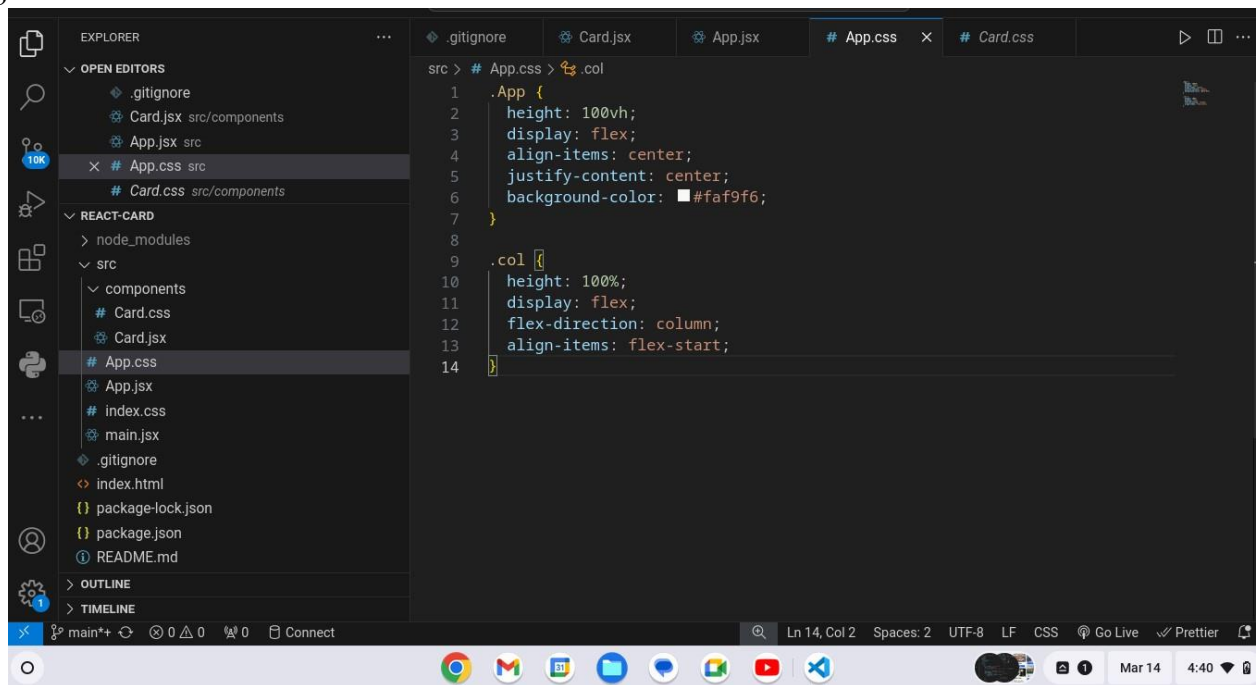 EXPLORER
OPEN EDITORS
.gitignore
Card.jsx src/components
App.jsx src
# App.css src
# Card.css src/components
REACT-CARD
node_modules
src
components
# Card.css
Card.jsx
# App.css
App.jsx
# index.css
main.jsx
.gitignore
<> index.html
{} package-lock.json
{} package.json
README.md
OUTLINE
TIMELINE
10K
1
.gitignore
Card.jsx
App.jsx
# App.css
# Card.css
src > # App.css > .col
1 .App {
2 height: 100vh;
3 display: flex;
4 align-items: center;
5 justify-content: center;
6 background-color: #faf9f6;
7 }
8
9 .col {
10 height: 100%;
11 display: flex;
12 flex-direction: column;
13 align-items: flex-start;
14 }
main*+ 0 0 0 Connect
Ln 14, Col 2 Spaces: 2 UTF-8 LF CSS Go Live Prettier
31
1 Mar 14 4:40